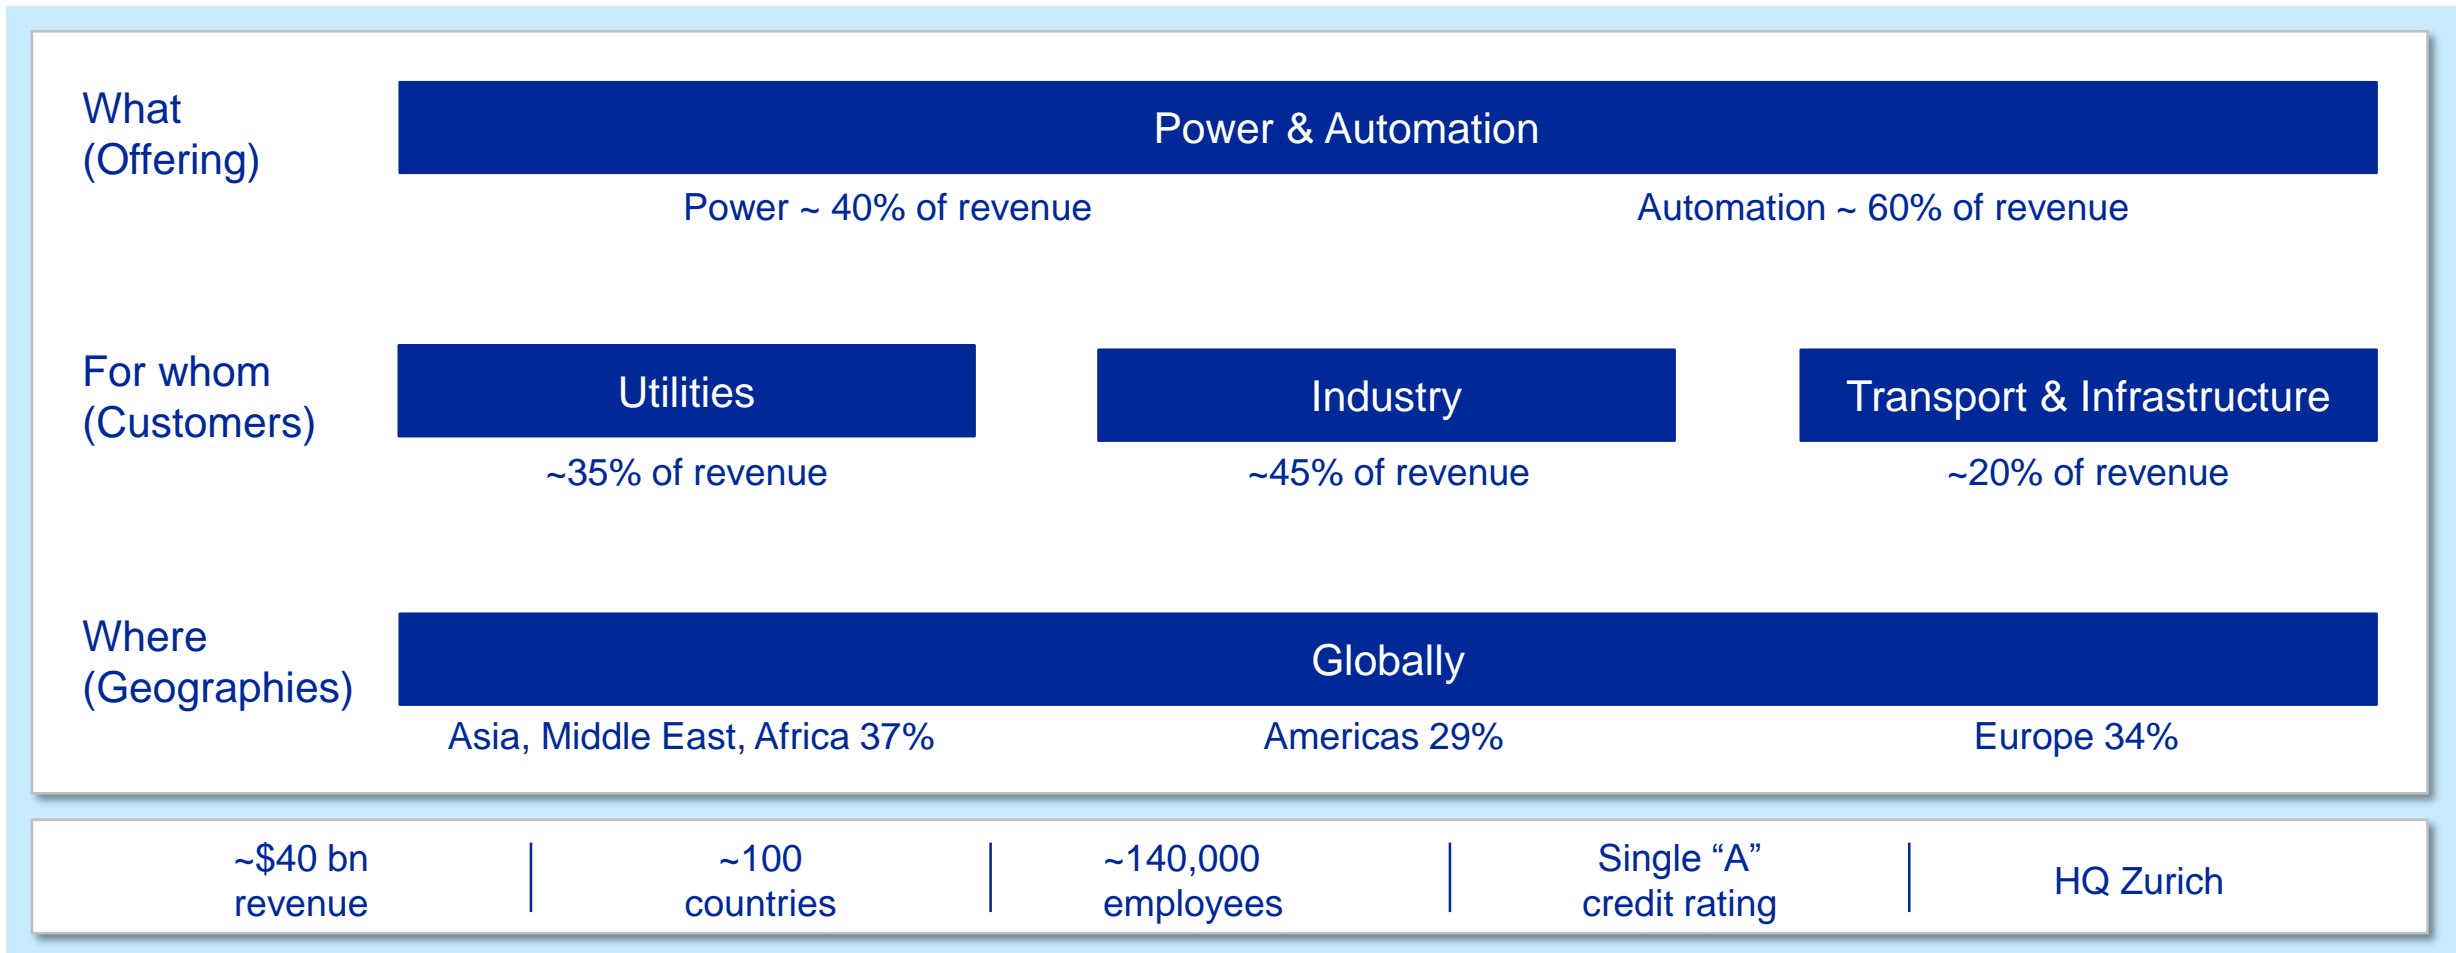 What
(Offering)
Power & Automation
Power ~ 40% of revenue
Automation ~ 60% of revenue
For whom
(Customers)
Utilities
Industry
Transport & Infrastructure
~35% of revenue
~45% of revenue
~20% of revenue
Where
(Geographies)
Globally
Asia, Middle East, Africa 37%
Americas 29%
Europe 34%
~$40 bn
revenue
~100
countries
~140,000
employees
Single “A”
credit rating
HQ Zurich